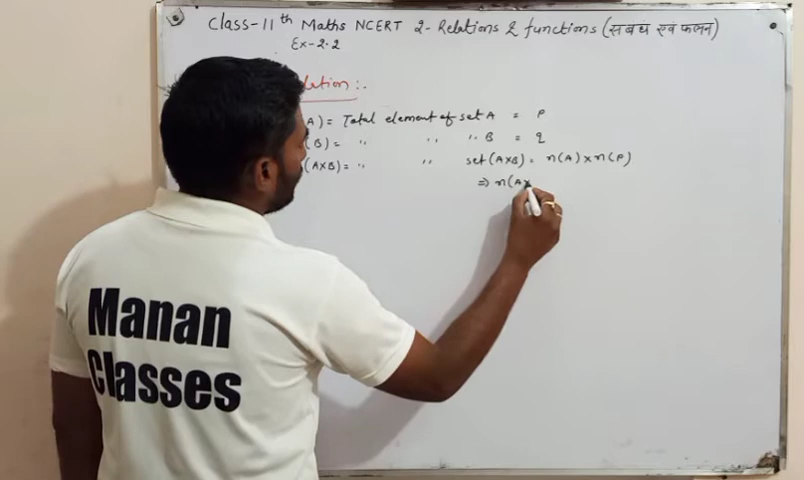 Class-11th Maths NCERT 2-Relations & functions (संबंध एवं फलन)
Ex-2.2
lation:-
A) = Total element of set A = p
(B) = " " " B = q
(A×B) = " " set (A×B) = n(A) × n(P)
⇒ n(A×
Manan
Classes